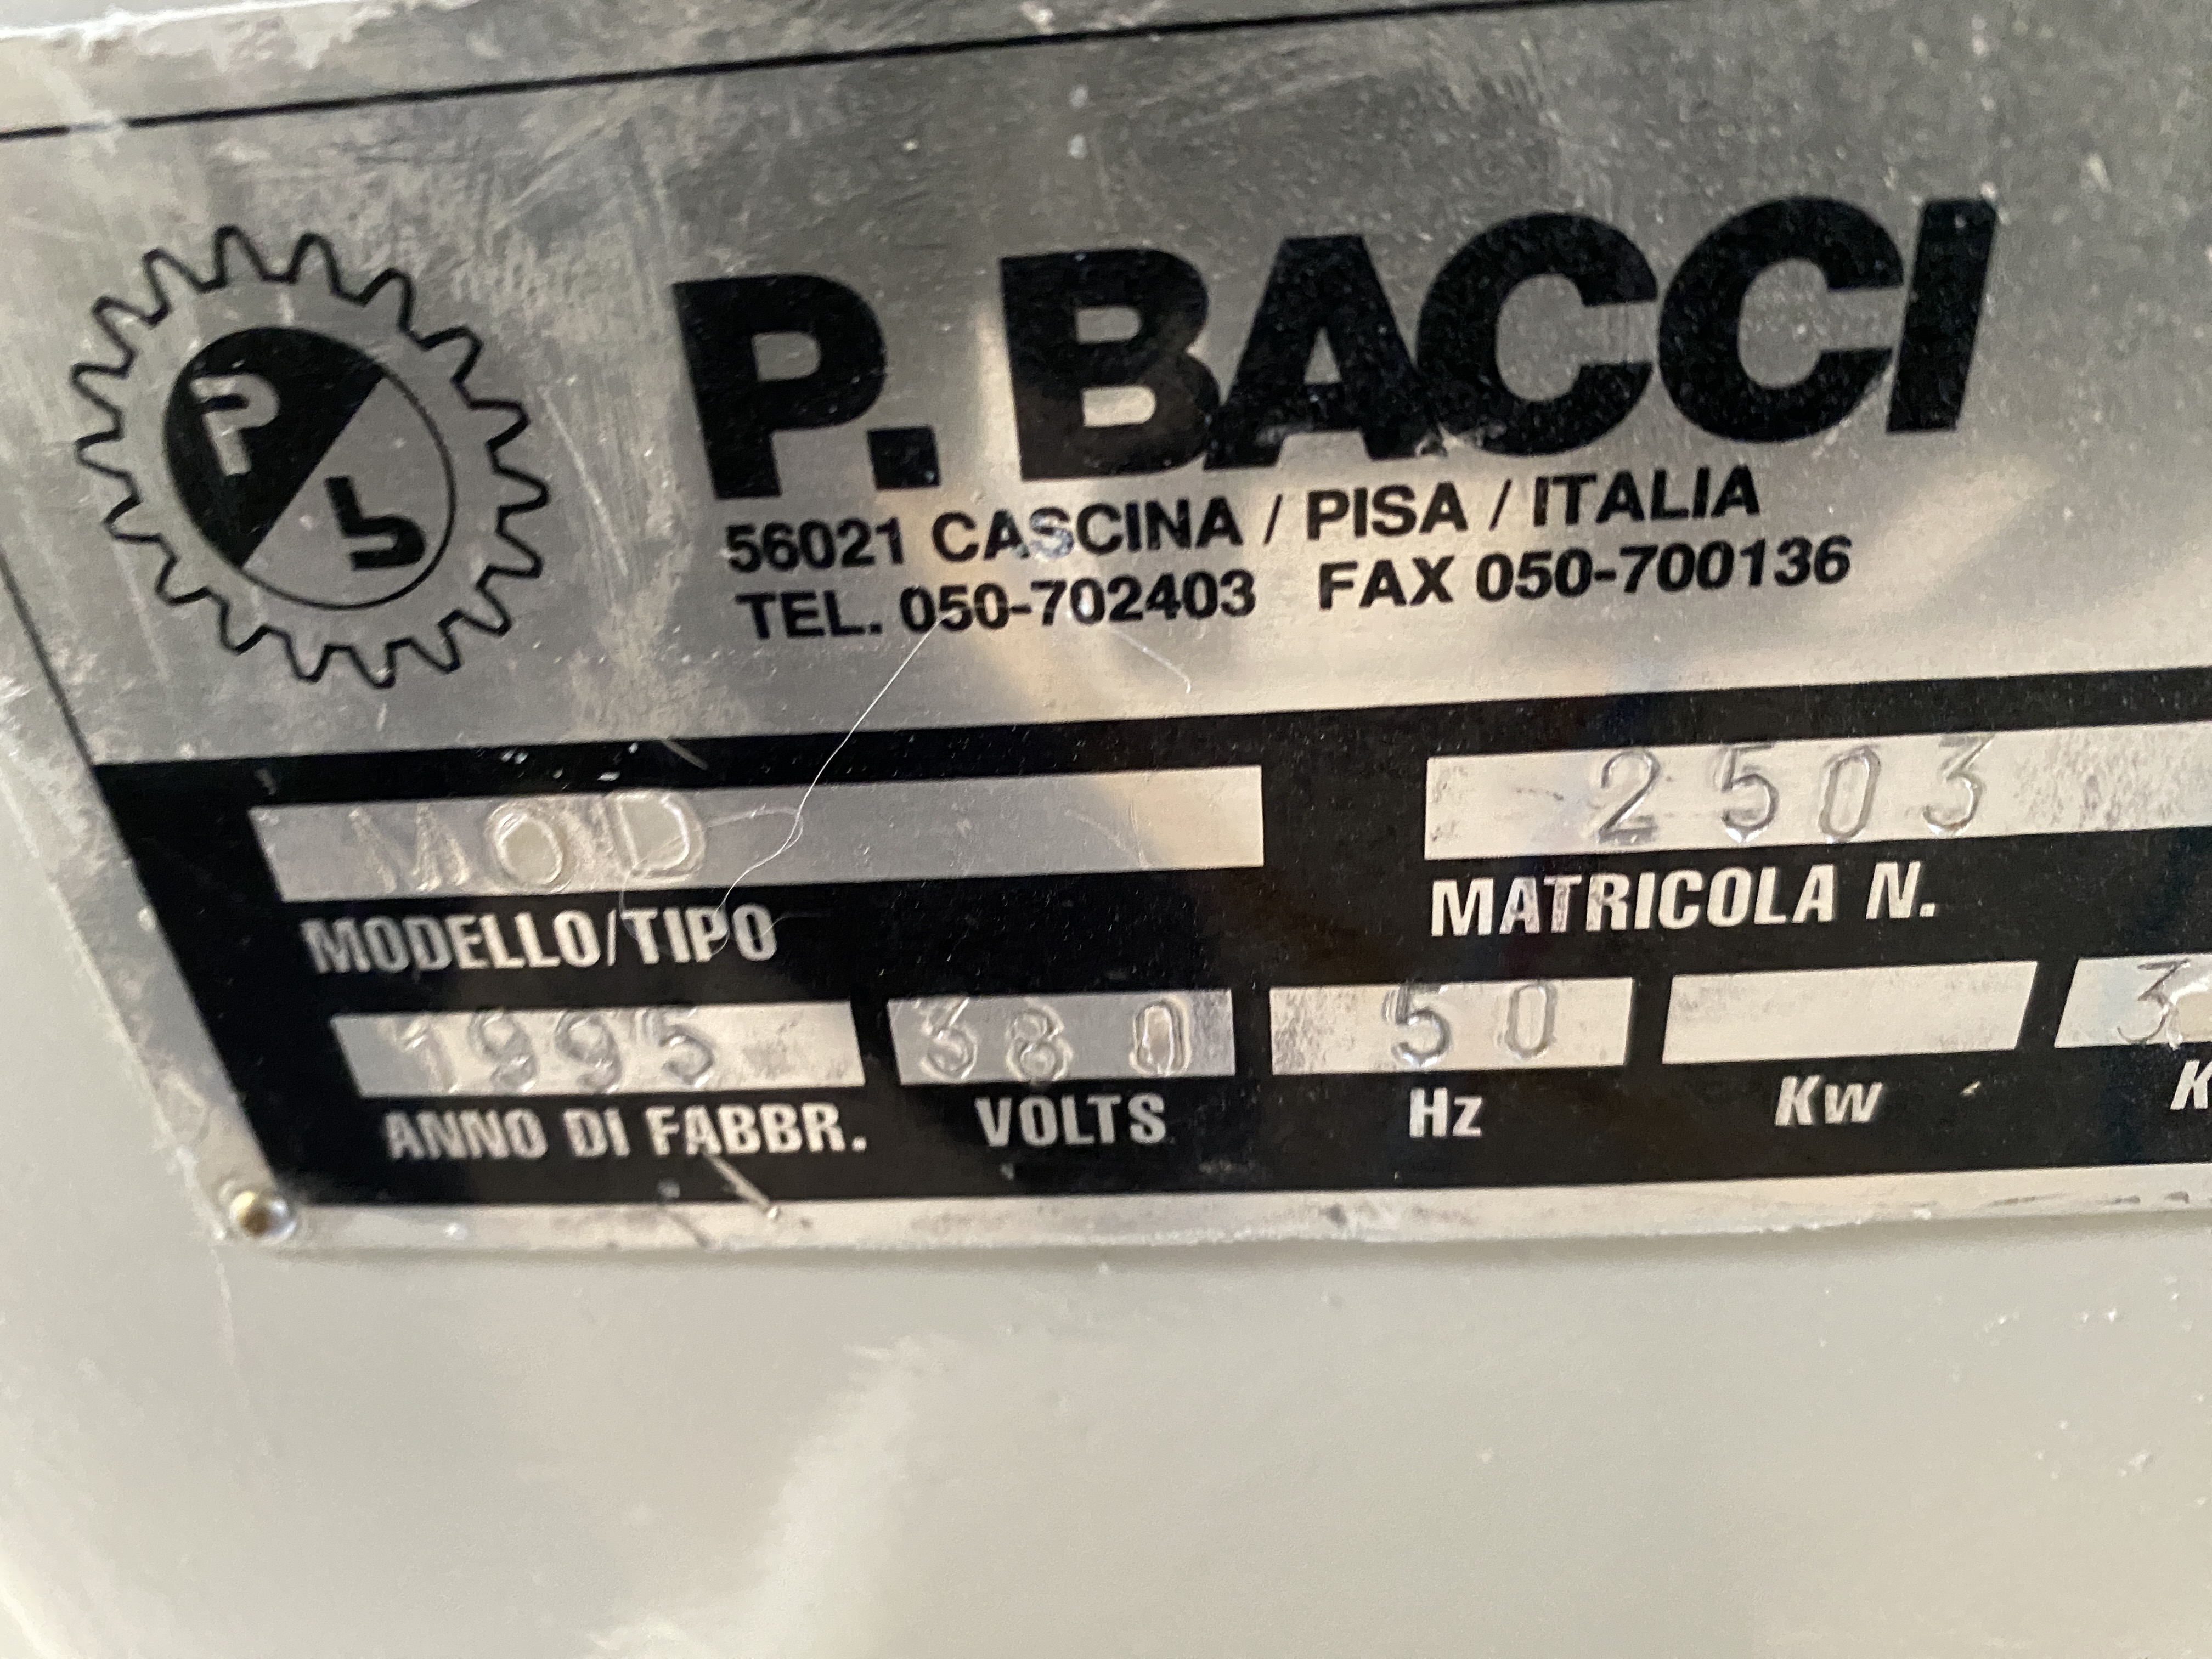 P b
P. BACCI
56021 CASCINA / PISA / ITALIA
TEL. 050-702403 FAX 050-700136
MOD 2503
MODELLO/TIPO MATRICOLA N.
1995 380 50 3
ANNO DI FABBR. VOLTS Hz Kw K